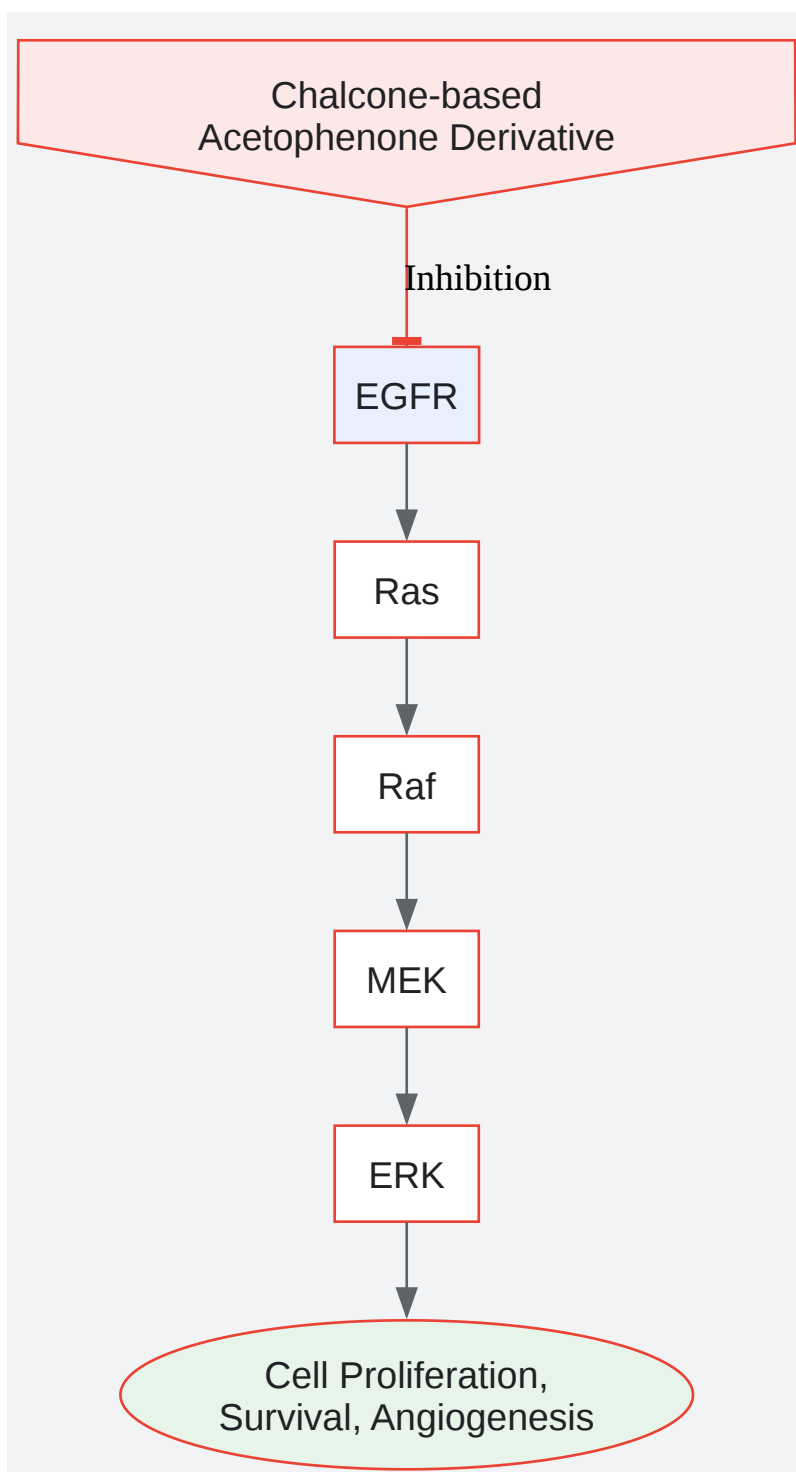 Chalcone-based
Acetophenone Derivative
Inhibition
EGFR
Ras
Raf
MEK
ERK
Cell Proliferation,
Survival, Angiogenesis